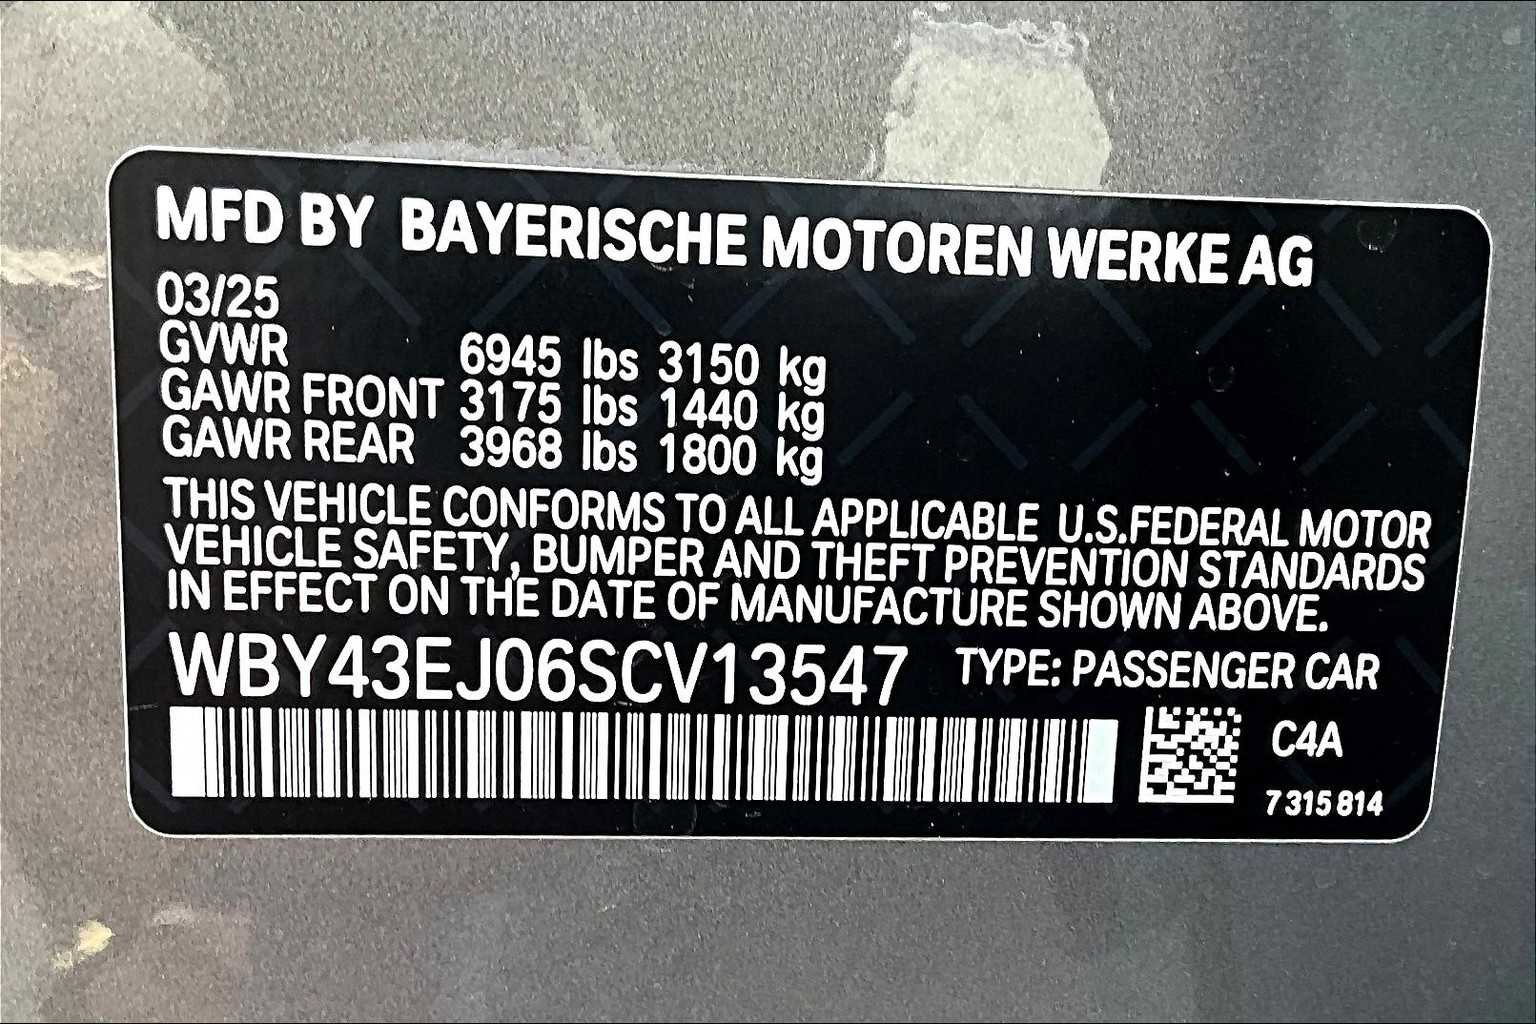 MFD BY BAYERISCHE MOTOREN WERKE AG
03/25
GVWR 6945 lbs 3150 kg
GAWR FRONT 3175 lbs 1440 kg
GAWR REAR 3968 lbs 1800 kg
THIS VEHICLE CONFORMS TO ALL APPLICABLE U.S.FEDERAL MOTOR
VEHICLE SAFETY, BUMPER AND THEFT PREVENTION STANDARDS
IN EFFECT ON THE DATE OF MANUFACTURE SHOWN ABOVE.
WBY43EJ06SCV13547 TYPE: PASSENGER CAR
C4A
7 315 814